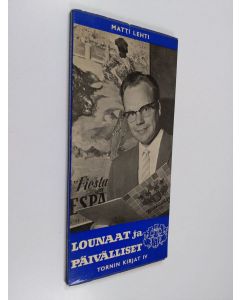 MATTI LEHTI
"Fiesta
ESPA
LOUNAAT ja
PÄIVÄLLISET
TORNIN KIRJAT IV